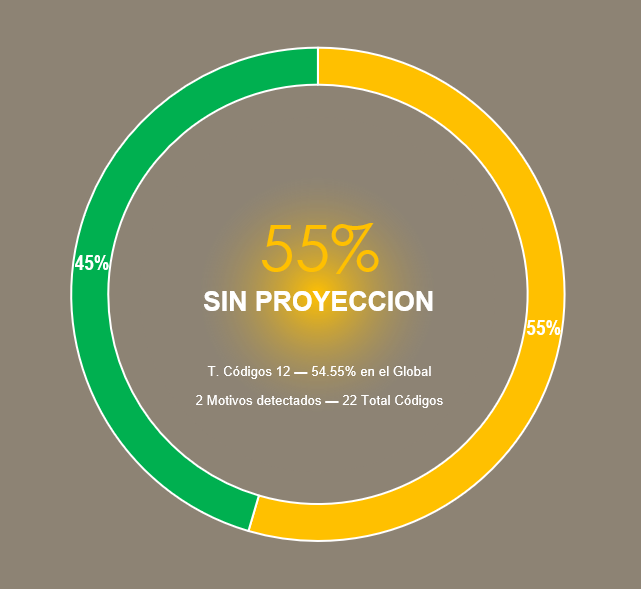 55%
SIN PROYECCION
45%
55%
T. Códigos 12 — 54.55% en el Global
2 Motivos detectados — 22 Total Códigos